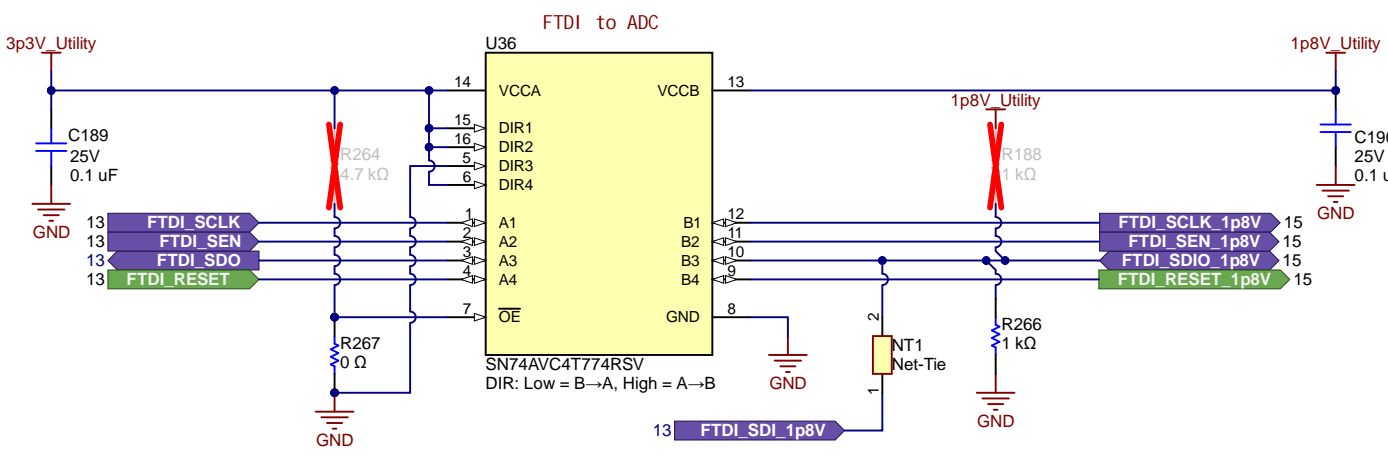 FTDI to ADC
3p3V_Utility
U36
1p8V_Utility
14
VCCA
VCCB
13
1p8V_Utility
C189
25V
0.1 uF
GND
R264
4.7 kΩ
15
DIR1
16
DIR2
5
DIR3
6
DIR4
R188
1 kΩ
25V
GND
13
FTDI_SCLK
1
A1
B1
12
FTDI_SCLK_1p8V
15
13
FTDI_SEN
2
A2
B2
11
FTDI_SEN_1p8V
15
13
FTDI_SDO
3
A3
B3
10
FTDI_SDIO_1p8V
15
13
FTDI_RESET
4
A4
B4
9
FTDI_RESET_1p8V
15
7
OE
GND
8
R267
0 Ω
GND
SN74AVC4T774RSV
DIR: Low = B→A, High = A→B
GND
2
NT1
Net-Tie
1
R266
1 kΩ
GND
13
FTDI_SDI_1p8V